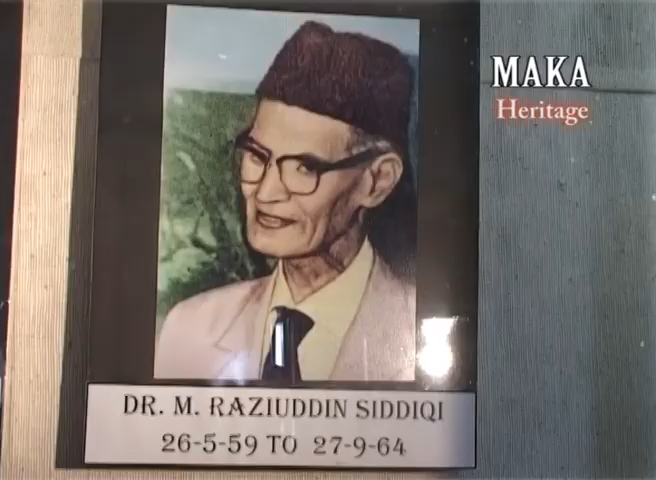 MAKA
Heritage
DR. M. RAZIUDDIN SIDDIQI
26-5-59 TO 27-9-64